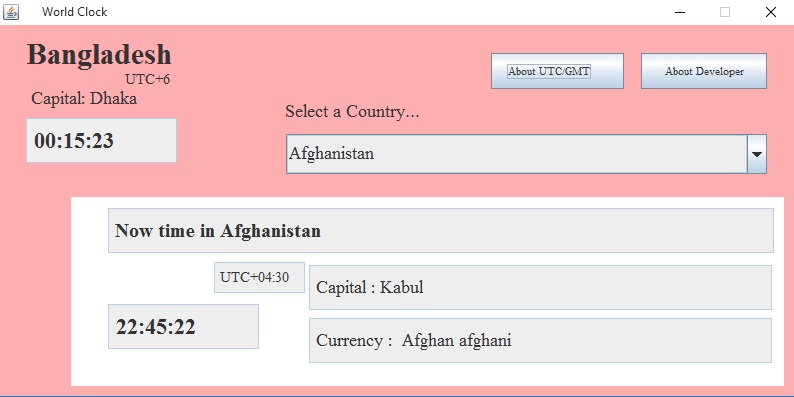 World Clock
Bangladesh
UTC+6
Capital: Dhaka
00:15:23
About UTC/GMT
About Developer
Select a Country...
Afghanistan
Now time in Afghanistan
UTC+04:30
Capital : Kabul
22:45:22
Currency :  Afghan afghani